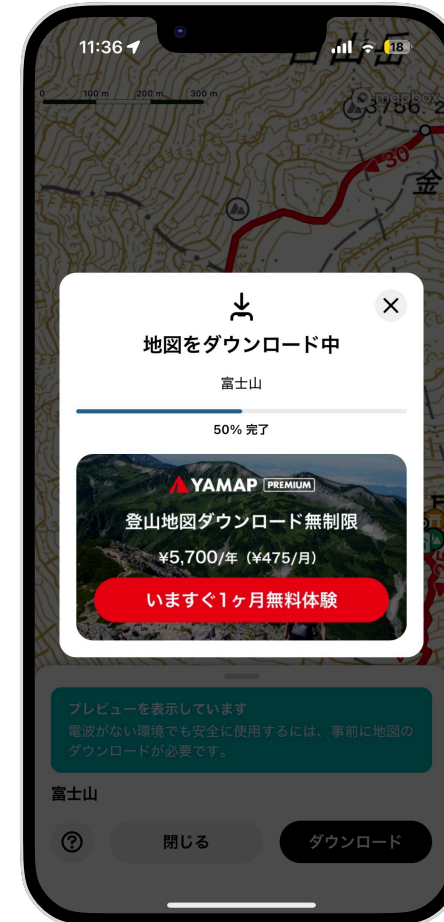 11:36
18
白山岳
0 100 m 200 m 300 m
mapbox
3756.
30
金
地図をダウンロード中
富士山
50% 完了
YAMAP PREMIUM
登山地図ダウンロード無制限
¥5,700/年（¥475/月）
いますぐ1ヶ月無料体験
プレビューを表示しています
電波がない環境でも安全に使用するには、事前に地図の
ダウンロードが必要です。
富士山
閉じる
ダウンロード